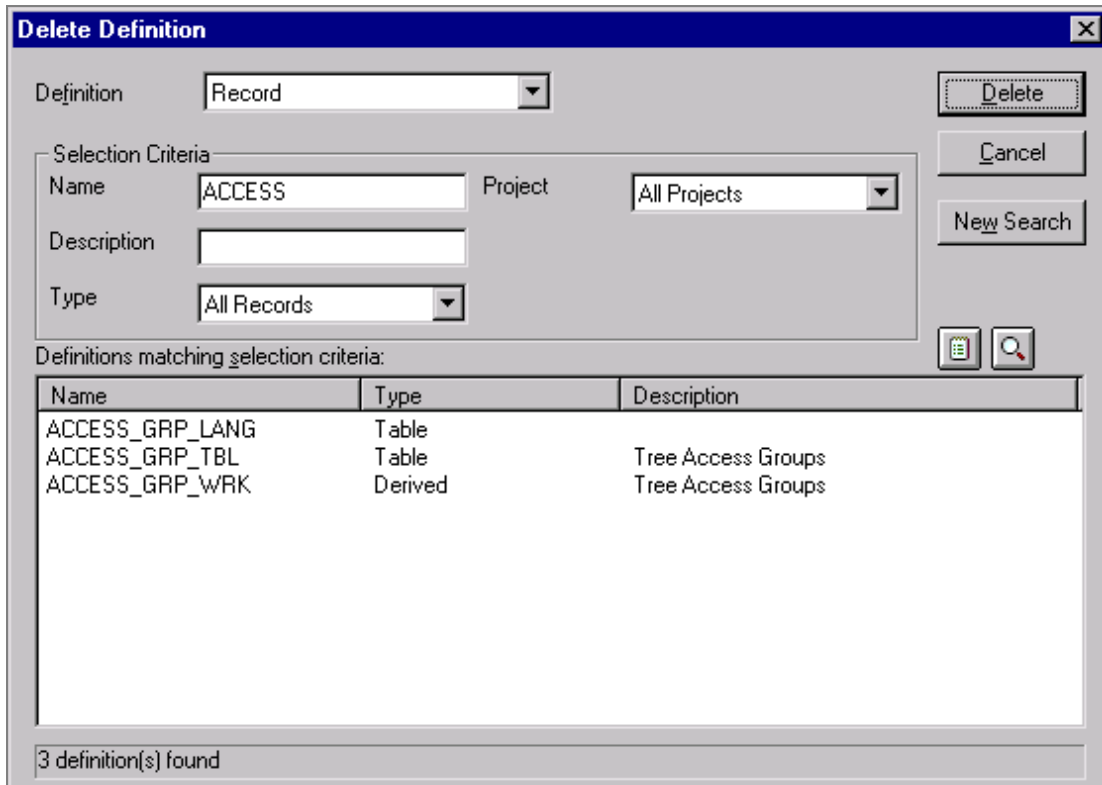 Delete Definition
Definition Record Delete
Selection Criteria Cancel
Name ACCESS Project All Projects
New Search
Description
Type All Records
Definitions matching selection criteria:
Name Type Description
ACCESS_GRP_LANG Table
ACCESS_GRP_TBL Table Tree Access Groups
ACCESS_GRP_WRK Derived Tree Access Groups
3 definition(s) found